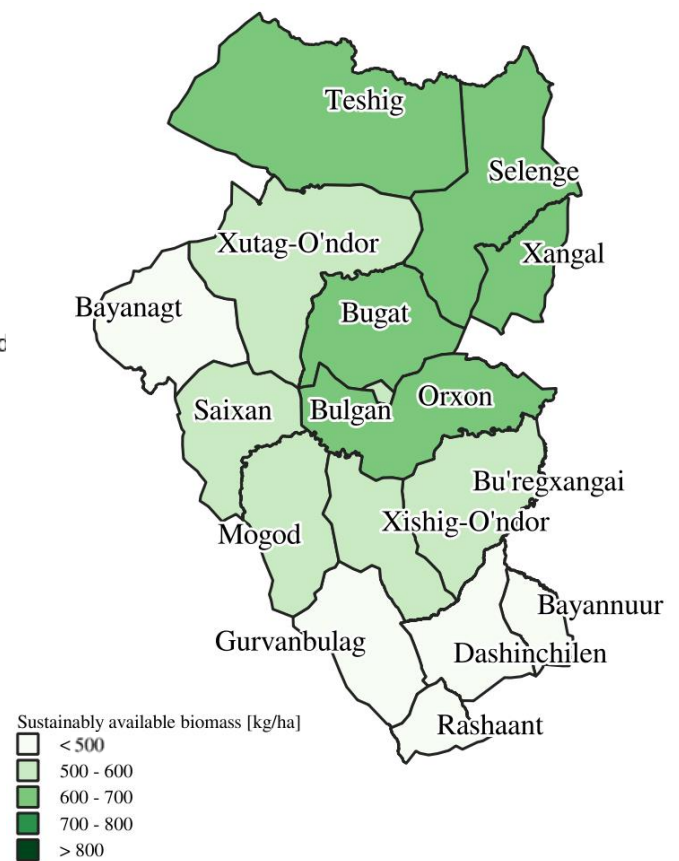 Teshig
Selenge
Xutag-O'ndor
Xangal
Bayanagt
Bugat
d
Saixan
Bulgan
Orxon
Bu'regxangai
Mogod
Xishig-O'ndor
Bayannuur
Gurvanbulag
Dashinchilen
Rashaant
Sustainably available biomass [kg/ha]
< 500
500 - 600
600 - 700
700 - 800
> 800